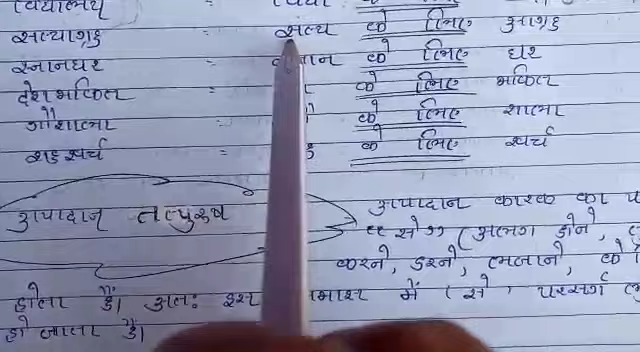 विद्यालय = विद्या
सत्याग्रह = सत्य के लिए आग्रह
स्नानघर = स्नान के लिए घर
देशभक्ति = के लिए भक्ति
गौशाला के लिए शाला
राहखर्च = के लिए खर्च
अपादान तत्पुरुष अपादान कारक का
"से" (अलग होने,
करने, डरने, लजाने,
होता है। अतः इस समास में (से) परसर्ग
हो जाता है।